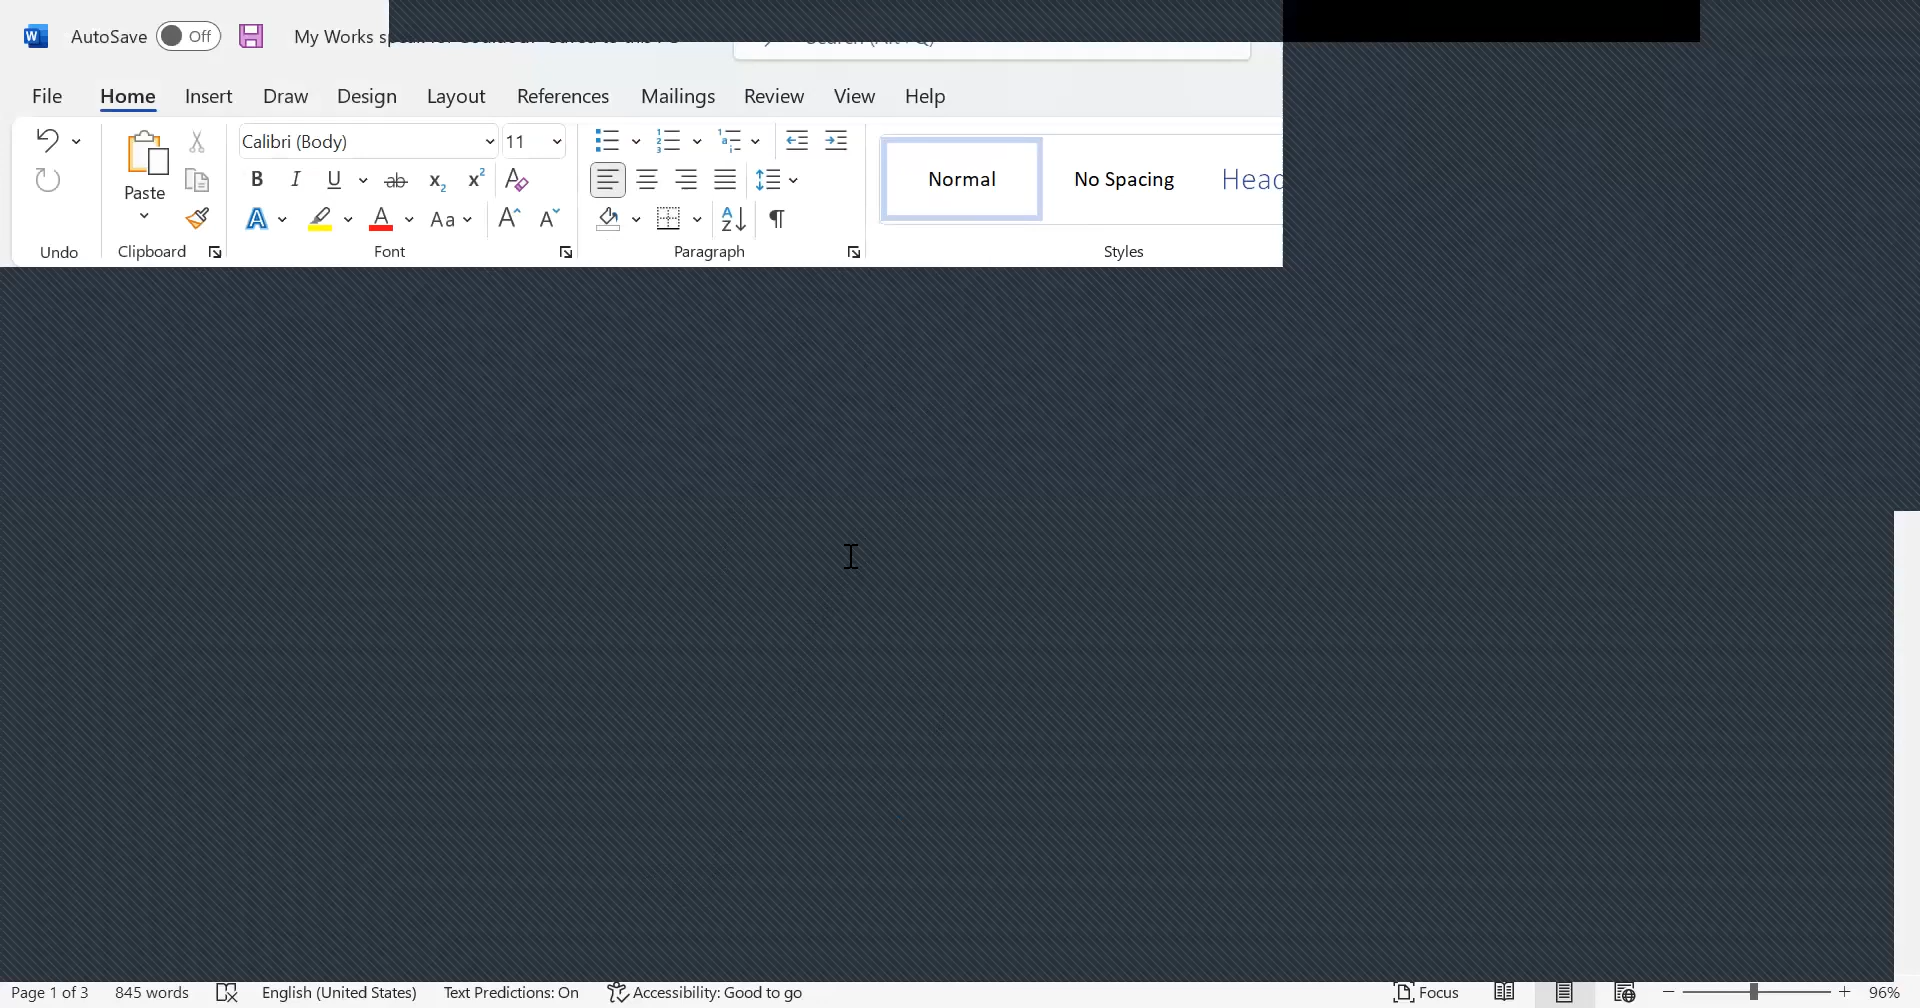 AutoSave Off My Works
File Home Insert Draw Design Layout References Mailings Review View Help
Calibri (Body) 11
Paste
Normal No Spacing Head
Undo Clipboard Font Paragraph Styles
Page 1 of 3 845 words English (United States) Text Predictions: On Accessibility: Good to go Focus 96%